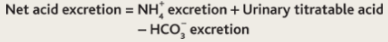 Net acid excretion = NH₄⁺ excretion + Urinary titratable acid
− HCO₃⁻ excretion